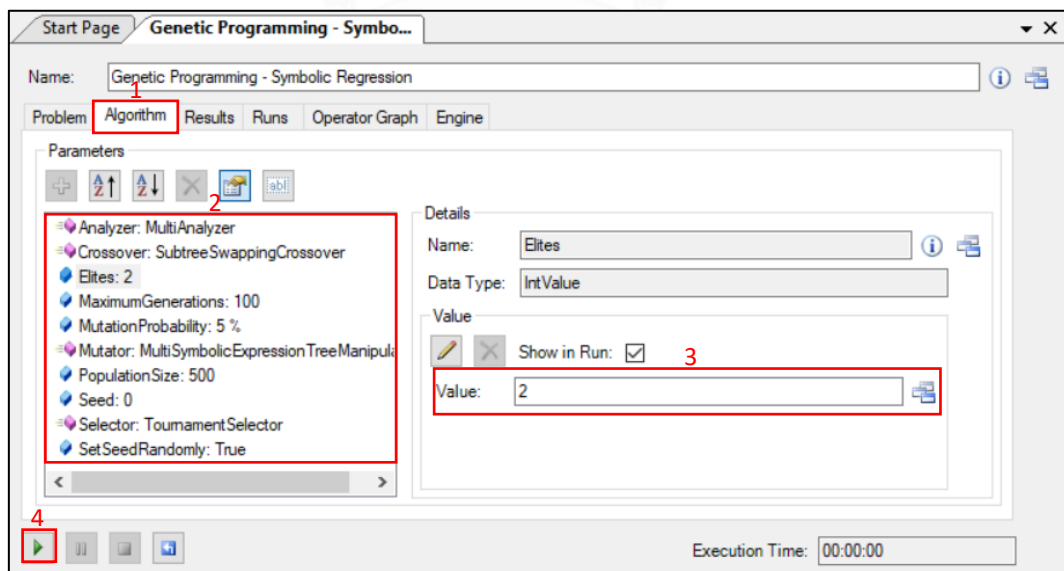 Start Page Genetic Programming - Symbo...
Name: Genetic Programming - Symbolic Regression
1
Problem Algorithm Results Runs Operator Graph Engine
Parameters
2
Analyzer: MultiAnalyzer
Crossover: SubtreeSwappingCrossover
Elites: 2
MaximumGenerations: 100
MutationProbability: 5 %
Mutator: MultiSymbolicExpressionTreeManipula
PopulationSize: 500
Seed: 0
Selector: TournamentSelector
SetSeedRandomly: True
Details
Name: Elites
Data Type: IntValue
Value
Show in Run:
3
Value: 2
4
Execution Time: 00:00:00